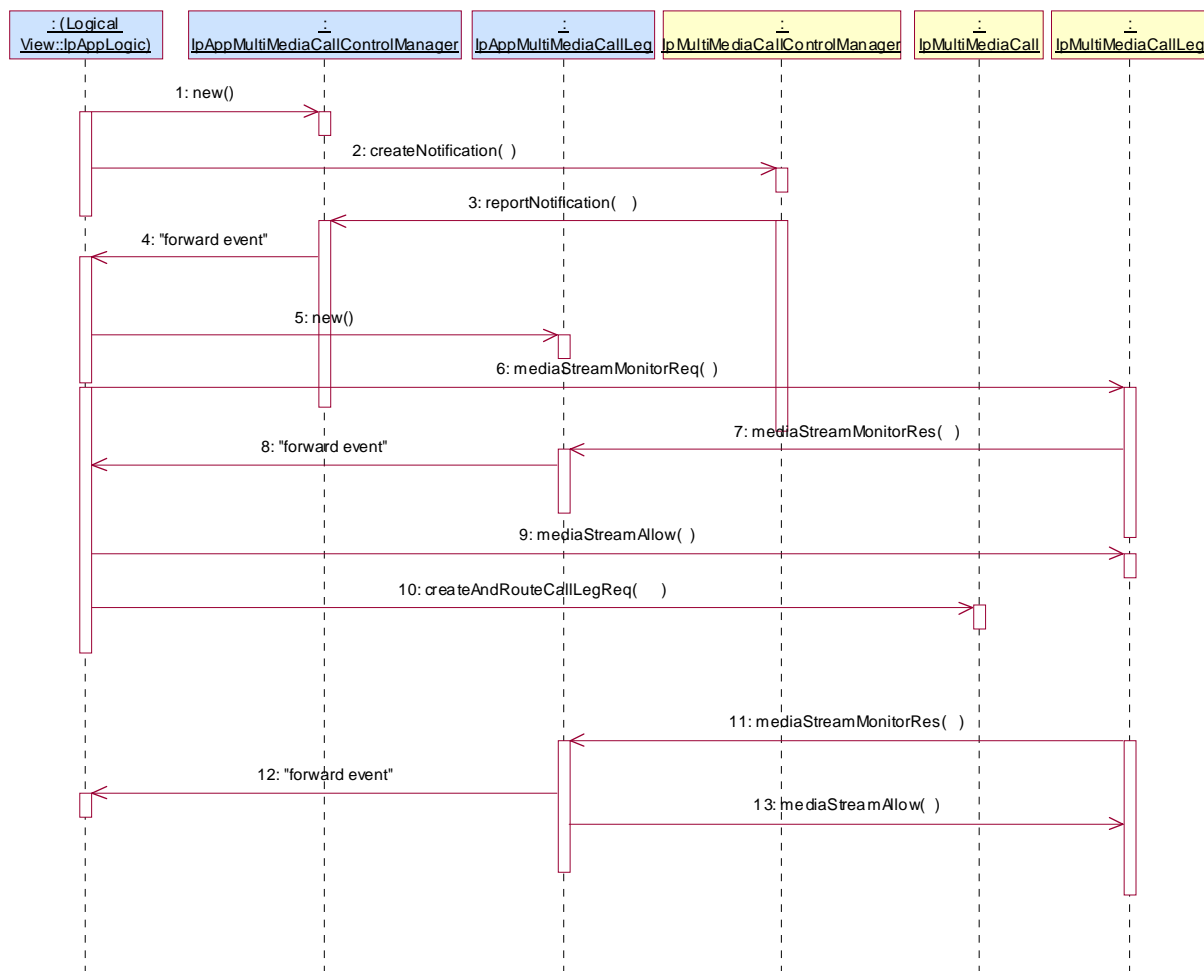 : (Logical
View::IpAppLogic)
:
IpAppMultiMediaCallControlManager
:
IpAppMultiMediaCallLeg
:
IpMultiMediaCallControlManager
:
IpMultiMediaCall
:
IpMultiMediaCallLeg
1: new()
2: createNotification( )
3: reportNotification( )
4: "forward event"
5: new()
6: mediaStreamMonitorReq( )
7: mediaStreamMonitorRes( )
8: "forward event"
9: mediaStreamAllow( )
10: createAndRouteCallLegReq( )
11: mediaStreamMonitorRes( )
12: "forward event"
13: mediaStreamAllow( )